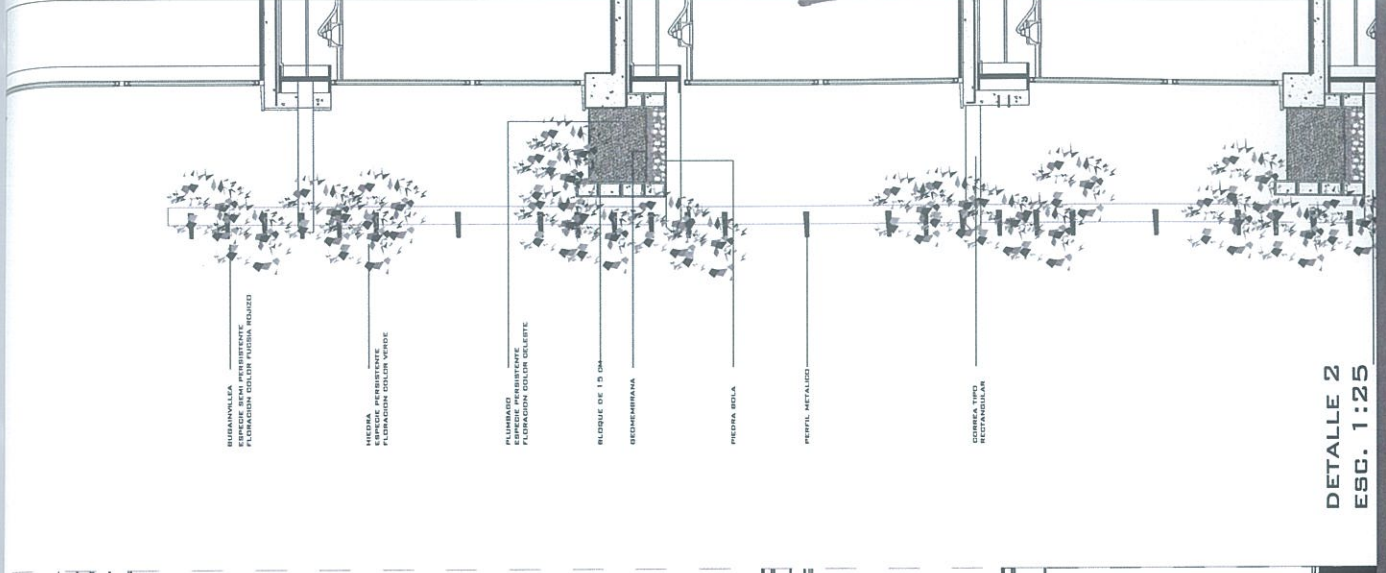 BUGAINVILLEA
ESPECIE SEMI PERSISTENTE
FLORACION COLOR FUCSIA ROJIZO
HIEDRA
ESPECIE PERSISTENTE
FLORACION COLOR VERDE
PLUMBAGO
ESPECIE PERSISTENTE
FLORACION COLOR CELESTE
BLOQUE DE 15 CM
GEOMEMBRANA
PIEDRA BOLA
PERFIL METALICO
CORREA TIPO
RECTANGULAR
DETALLE 2
ESC. 1:25